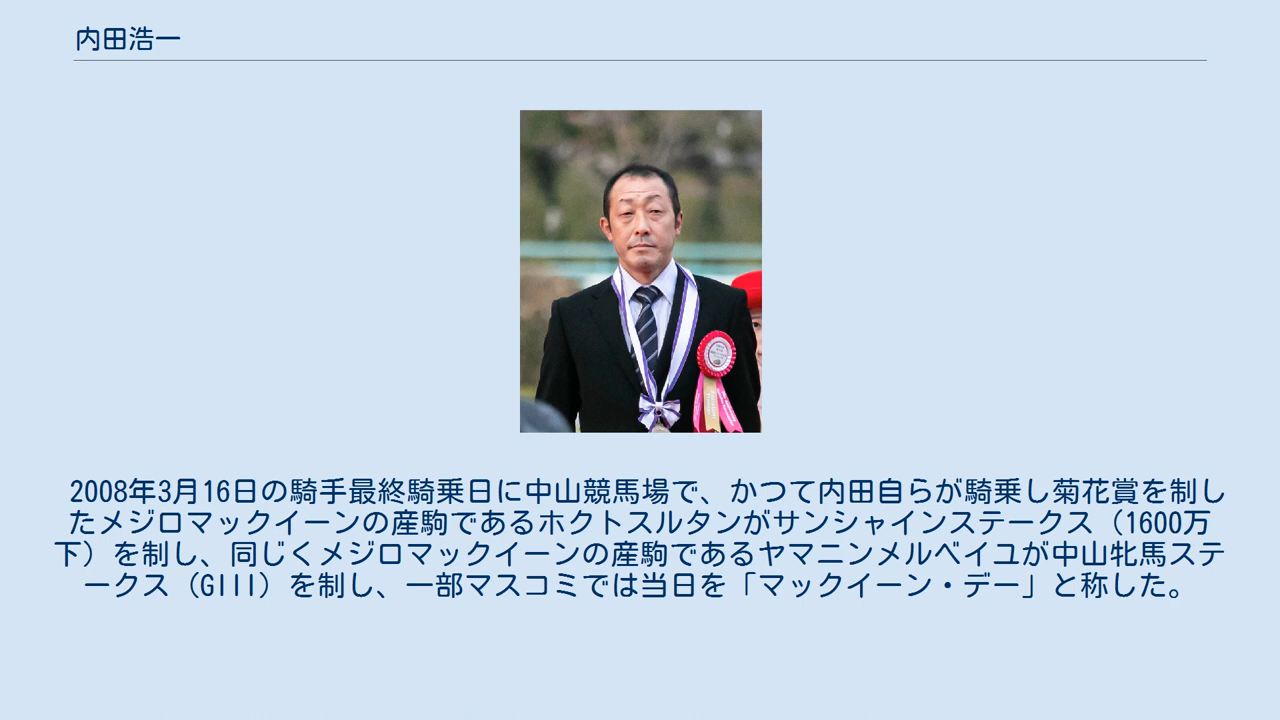 内田浩一
2008年3月16日の騎手最終騎乗日に中山競馬場で、かつて内田自らが騎乗し菊花賞を制し
たメジロマックイーンの産駒であるホクトスルタンがサンシャインステークス（1600万
下）を制し、同じくメジロマックイーンの産駒であるヤマニンメルベイユが中山牝馬ステ
ークス（GIII）を制し、一部マスコミでは当日を「マックイーン・デー」と称した。